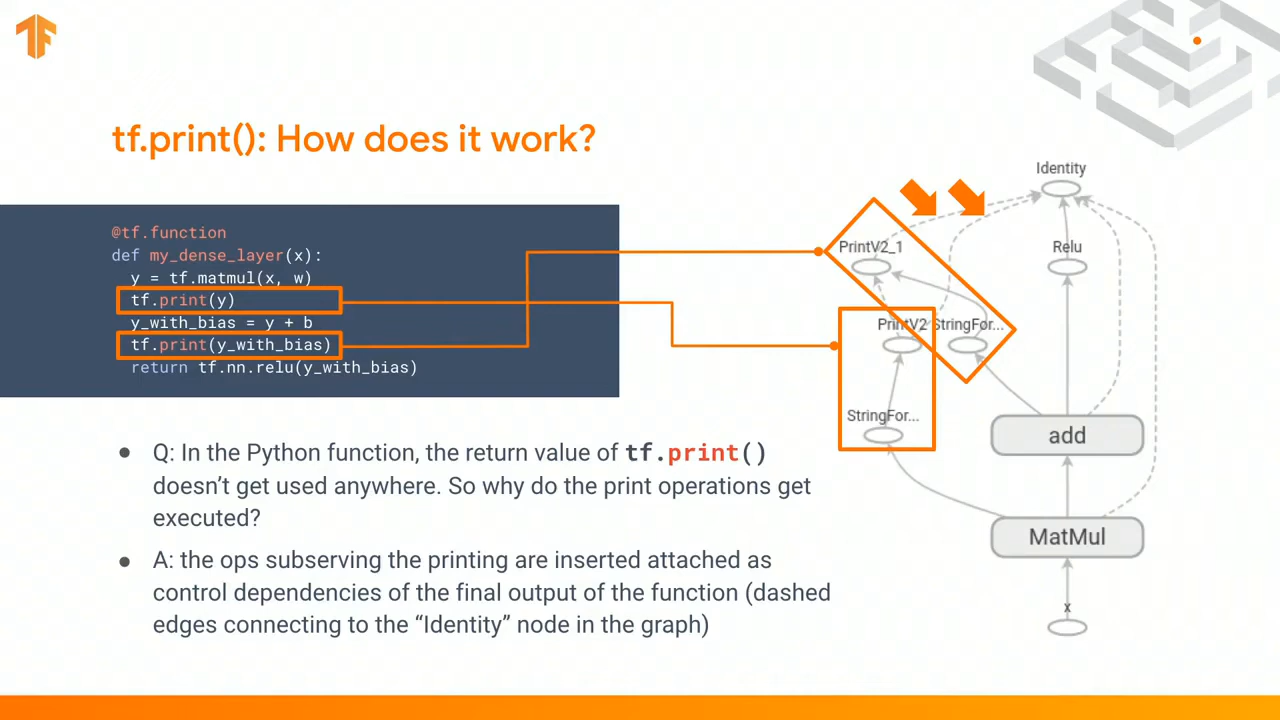 tf.print(): How does it work?
@tf.function
def my_dense_layer(x):
y = tf.matmul(x, w)
tf.print(y)
y_with_bias = y + b
tf.print(y_with_bias)
return tf.nn.relu(y_with_bias)
Q: In the Python function, the return value of tf.print()
doesn’t get used anywhere. So why do the print operations get
executed?
A: the ops subserving the printing are inserted attached as
control dependencies of the final output of the function (dashed
edges connecting to the “Identity” node in the graph)
Identity
PrintV2_1
Relu
PrintV2
StringFor...
StringFor...
add
MatMul
x